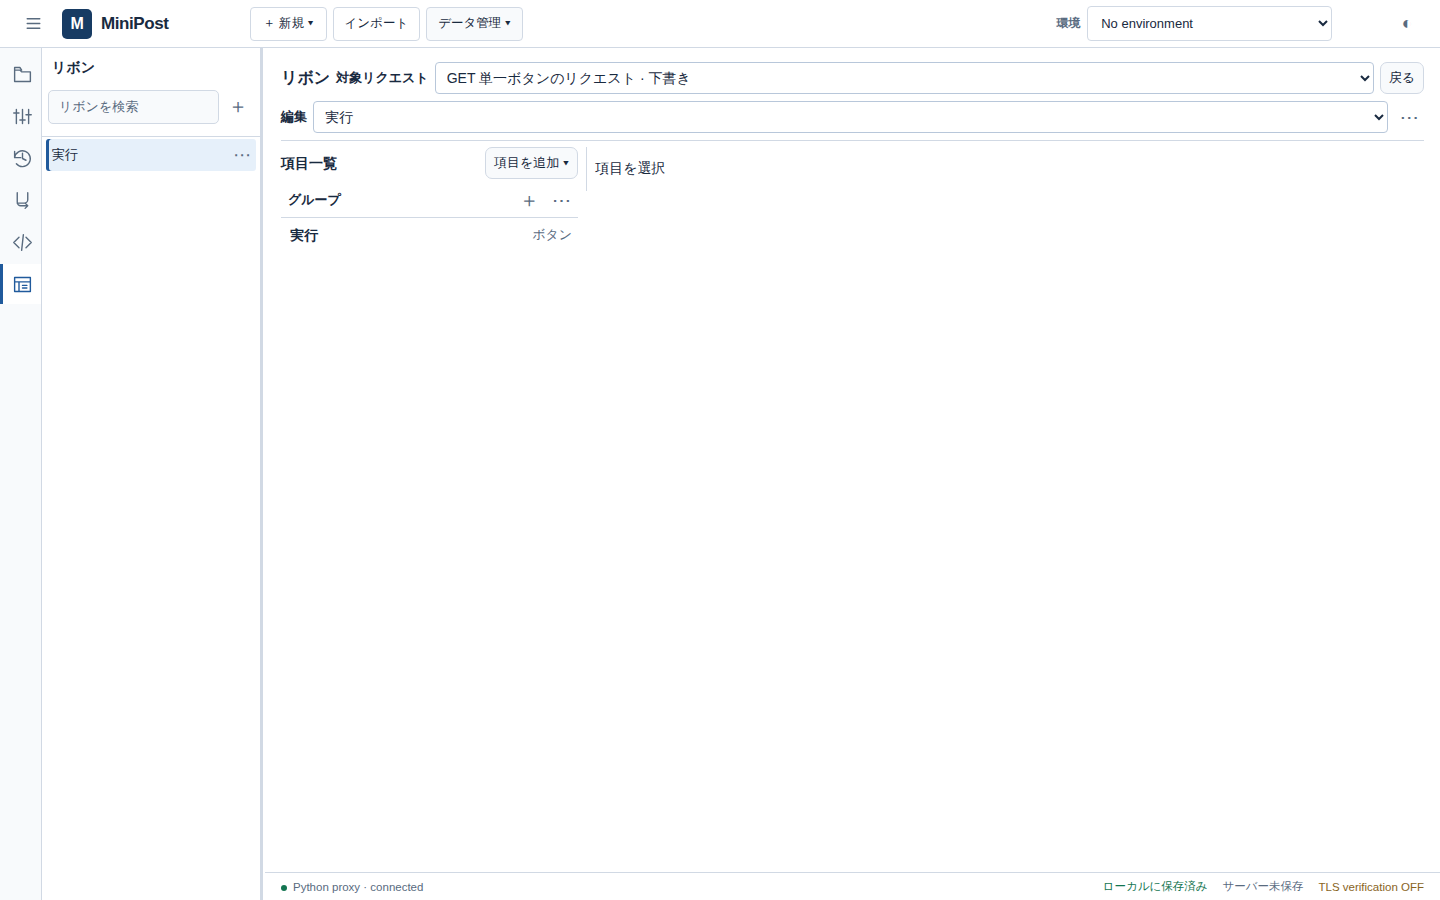 M MiniPost
＋ 新規 ▾
インポート
データ管理 ▾
環境
No environment
リボン
リボンを検索
＋
実行
…
リボン 対象リクエスト
GET 単一ボタンのリクエスト · 下書き
戻る
編集
実行
…
項目一覧
項目を追加 ▾
項目を選択
グループ
＋ …
実行
ボタン
Python proxy · connected
ローカルに保存済み
サーバー未保存
TLS verification OFF